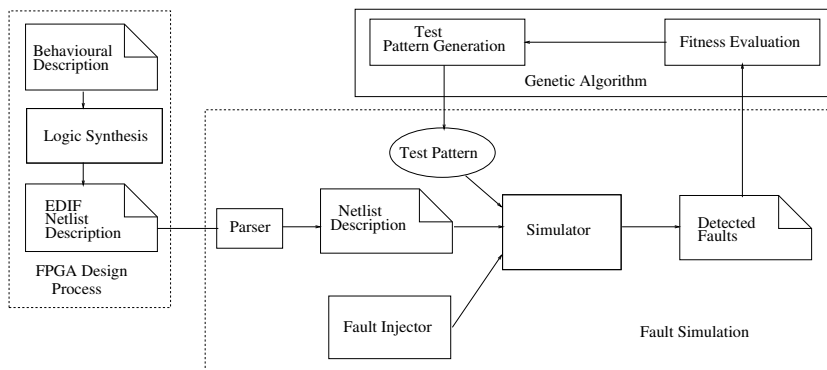 Behavioural
Description
Logic Synthesis
EDIF
Netlist
Description
FPGA Design
Process
Test
Pattern Generation
Fitness Evaluation
Genetic Algorithm
Test Pattern
Parser
Netlist
Description
Simulator
Detected
Faults
Fault Injector
Fault Simulation